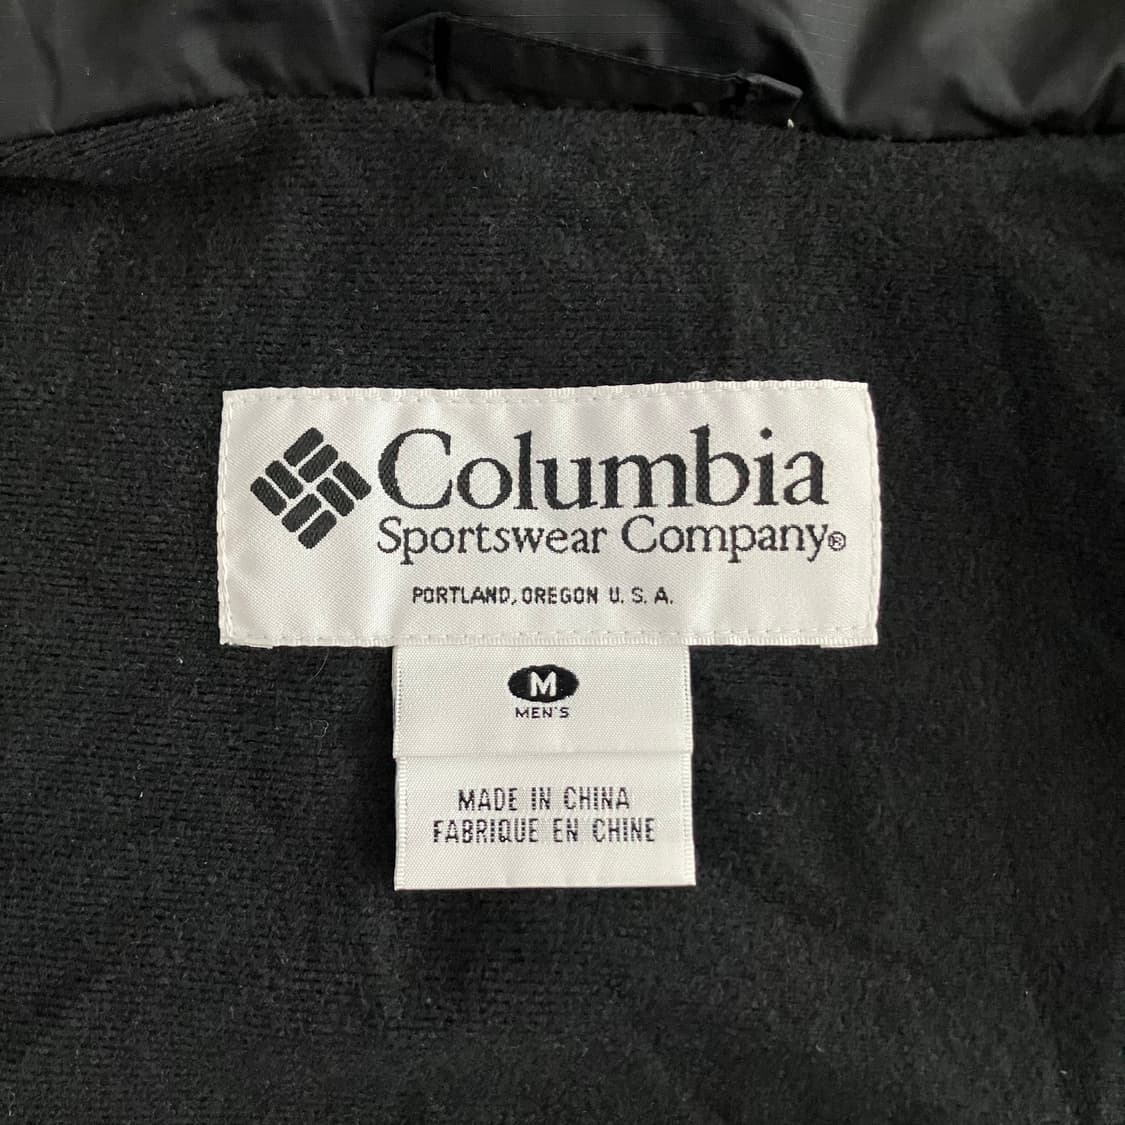 Columbia
Sportswear Company®
PORTLAND, OREGON U. S. A.
M
MEN'S
MADE IN CHINA
FABRIQUE EN CHINE